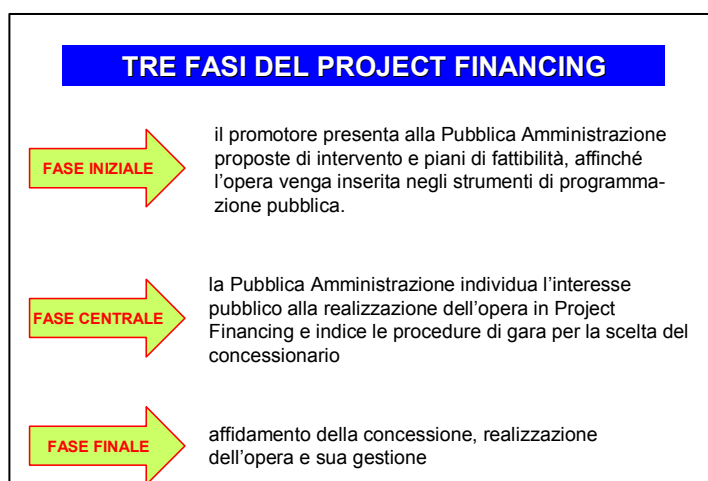 TRE FASI DEL PROJECT FINANCING
FASE INIZIALE
il promotore presenta alla Pubblica Amministrazione
proposte di intervento e piani di fattibilità, affinché
l’opera venga inserita negli strumenti di programma-
zione pubblica.
FASE CENTRALE
la Pubblica Amministrazione individua l’interesse
pubblico alla realizzazione dell’opera in Project
Financing e indice le procedure di gara per la scelta del
concessionario
FASE FINALE
affidamento della concessione, realizzazione
dell’opera e sua gestione